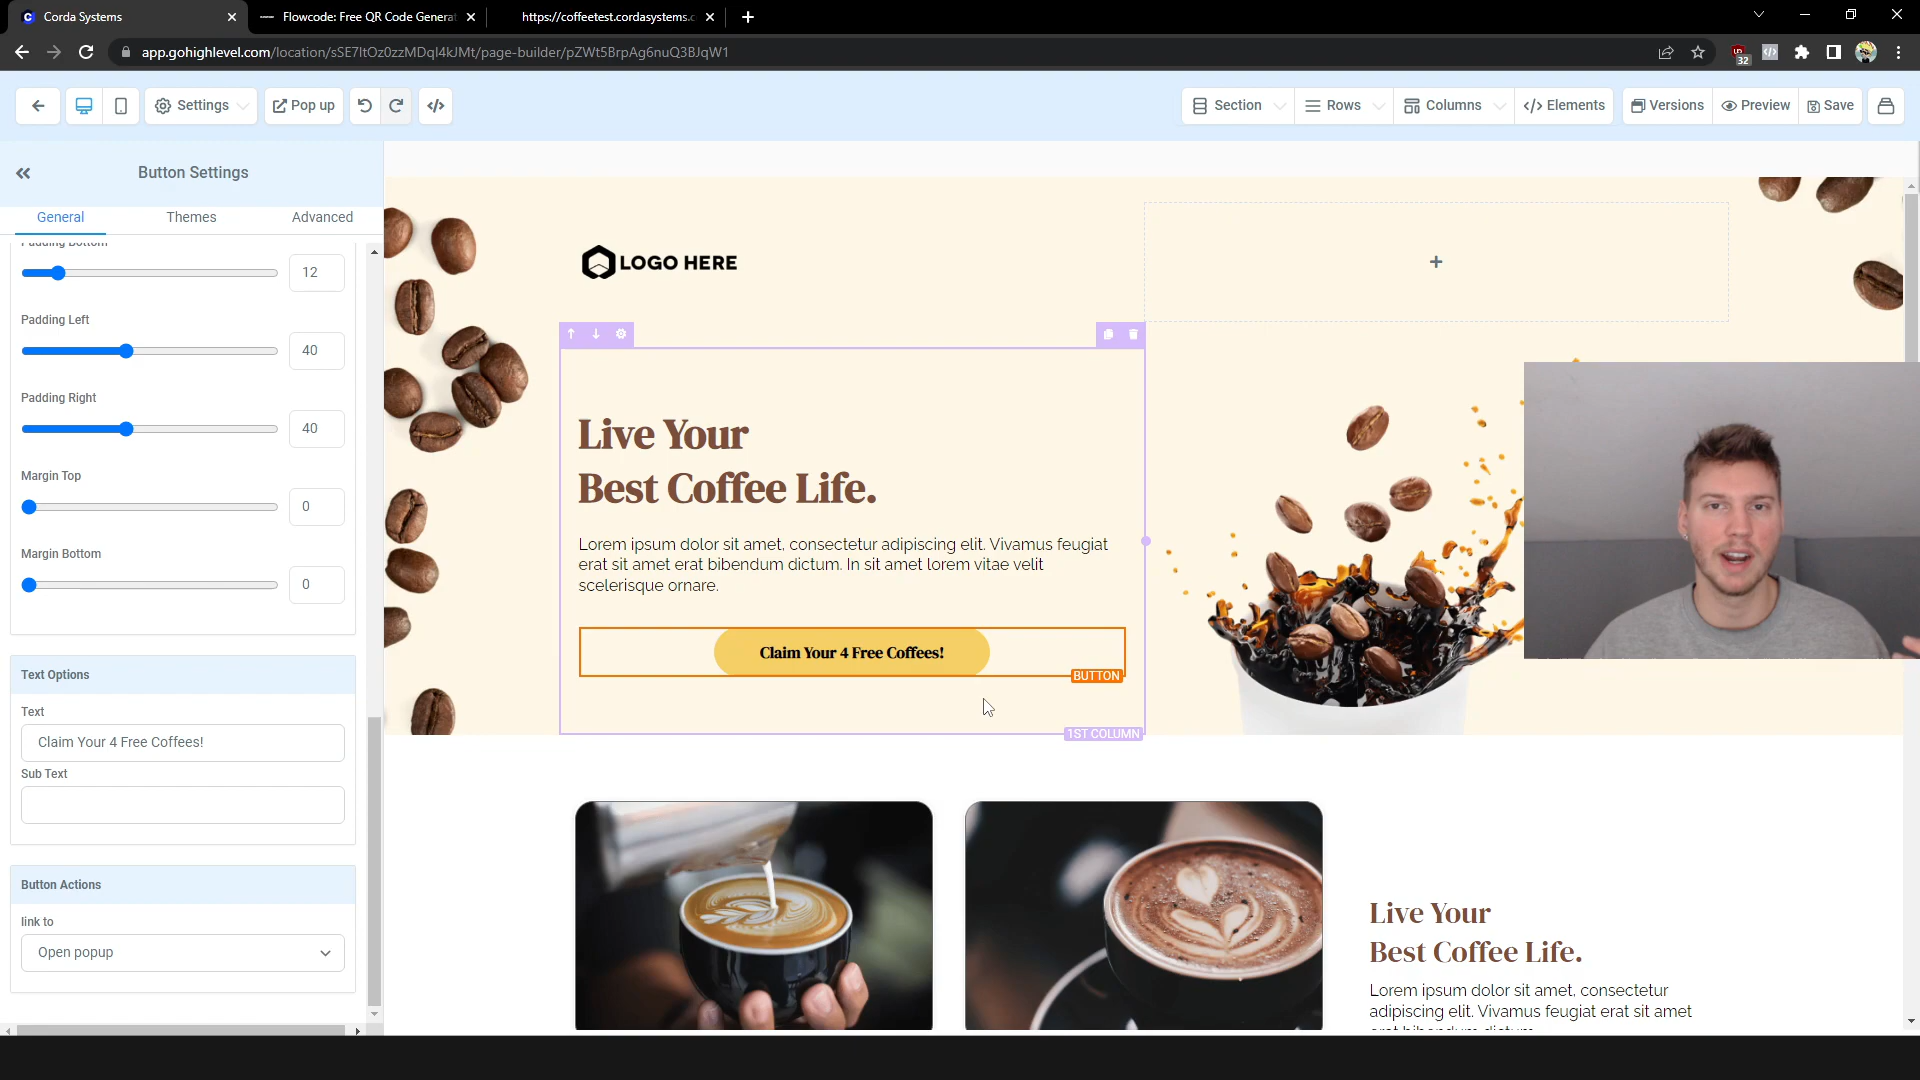 Corda Systems
Flowcode: Free QR Code Generat
https://coffeetest.cordasystems.c
app.gohighlevel.com/location/sSE7ltOz0zzMDql4kJMt/page-builder/pZWt5BrpAg6nuQ3BJqW1
32
Settings
Pop up
Section
Rows
Columns
Elements
Versions
Preview
Save
Button Settings
General
Themes
Advanced
Padding Bottom
12
Padding Left
40
Padding Right
40
Margin Top
0
Margin Bottom
0
Text Options
Text
Claim Your 4 Free Coffees!
Sub Text
Button Actions
link to
Open popup
LOGO HERE
Live Your
Best Coffee Life.
Lorem ipsum dolor sit amet, consectetur adipiscing elit. Vivamus feugiat
erat sit amet erat bibendum dictum. In sit amet lorem vitae velit
scelerisque ornare.
Claim Your 4 Free Coffees!
BUTTON
1ST COLUMN
Live Your
Best Coffee Life.
Lorem ipsum dolor sit amet, consectetur
adipiscing elit. Vivamus feugiat erat sit amet